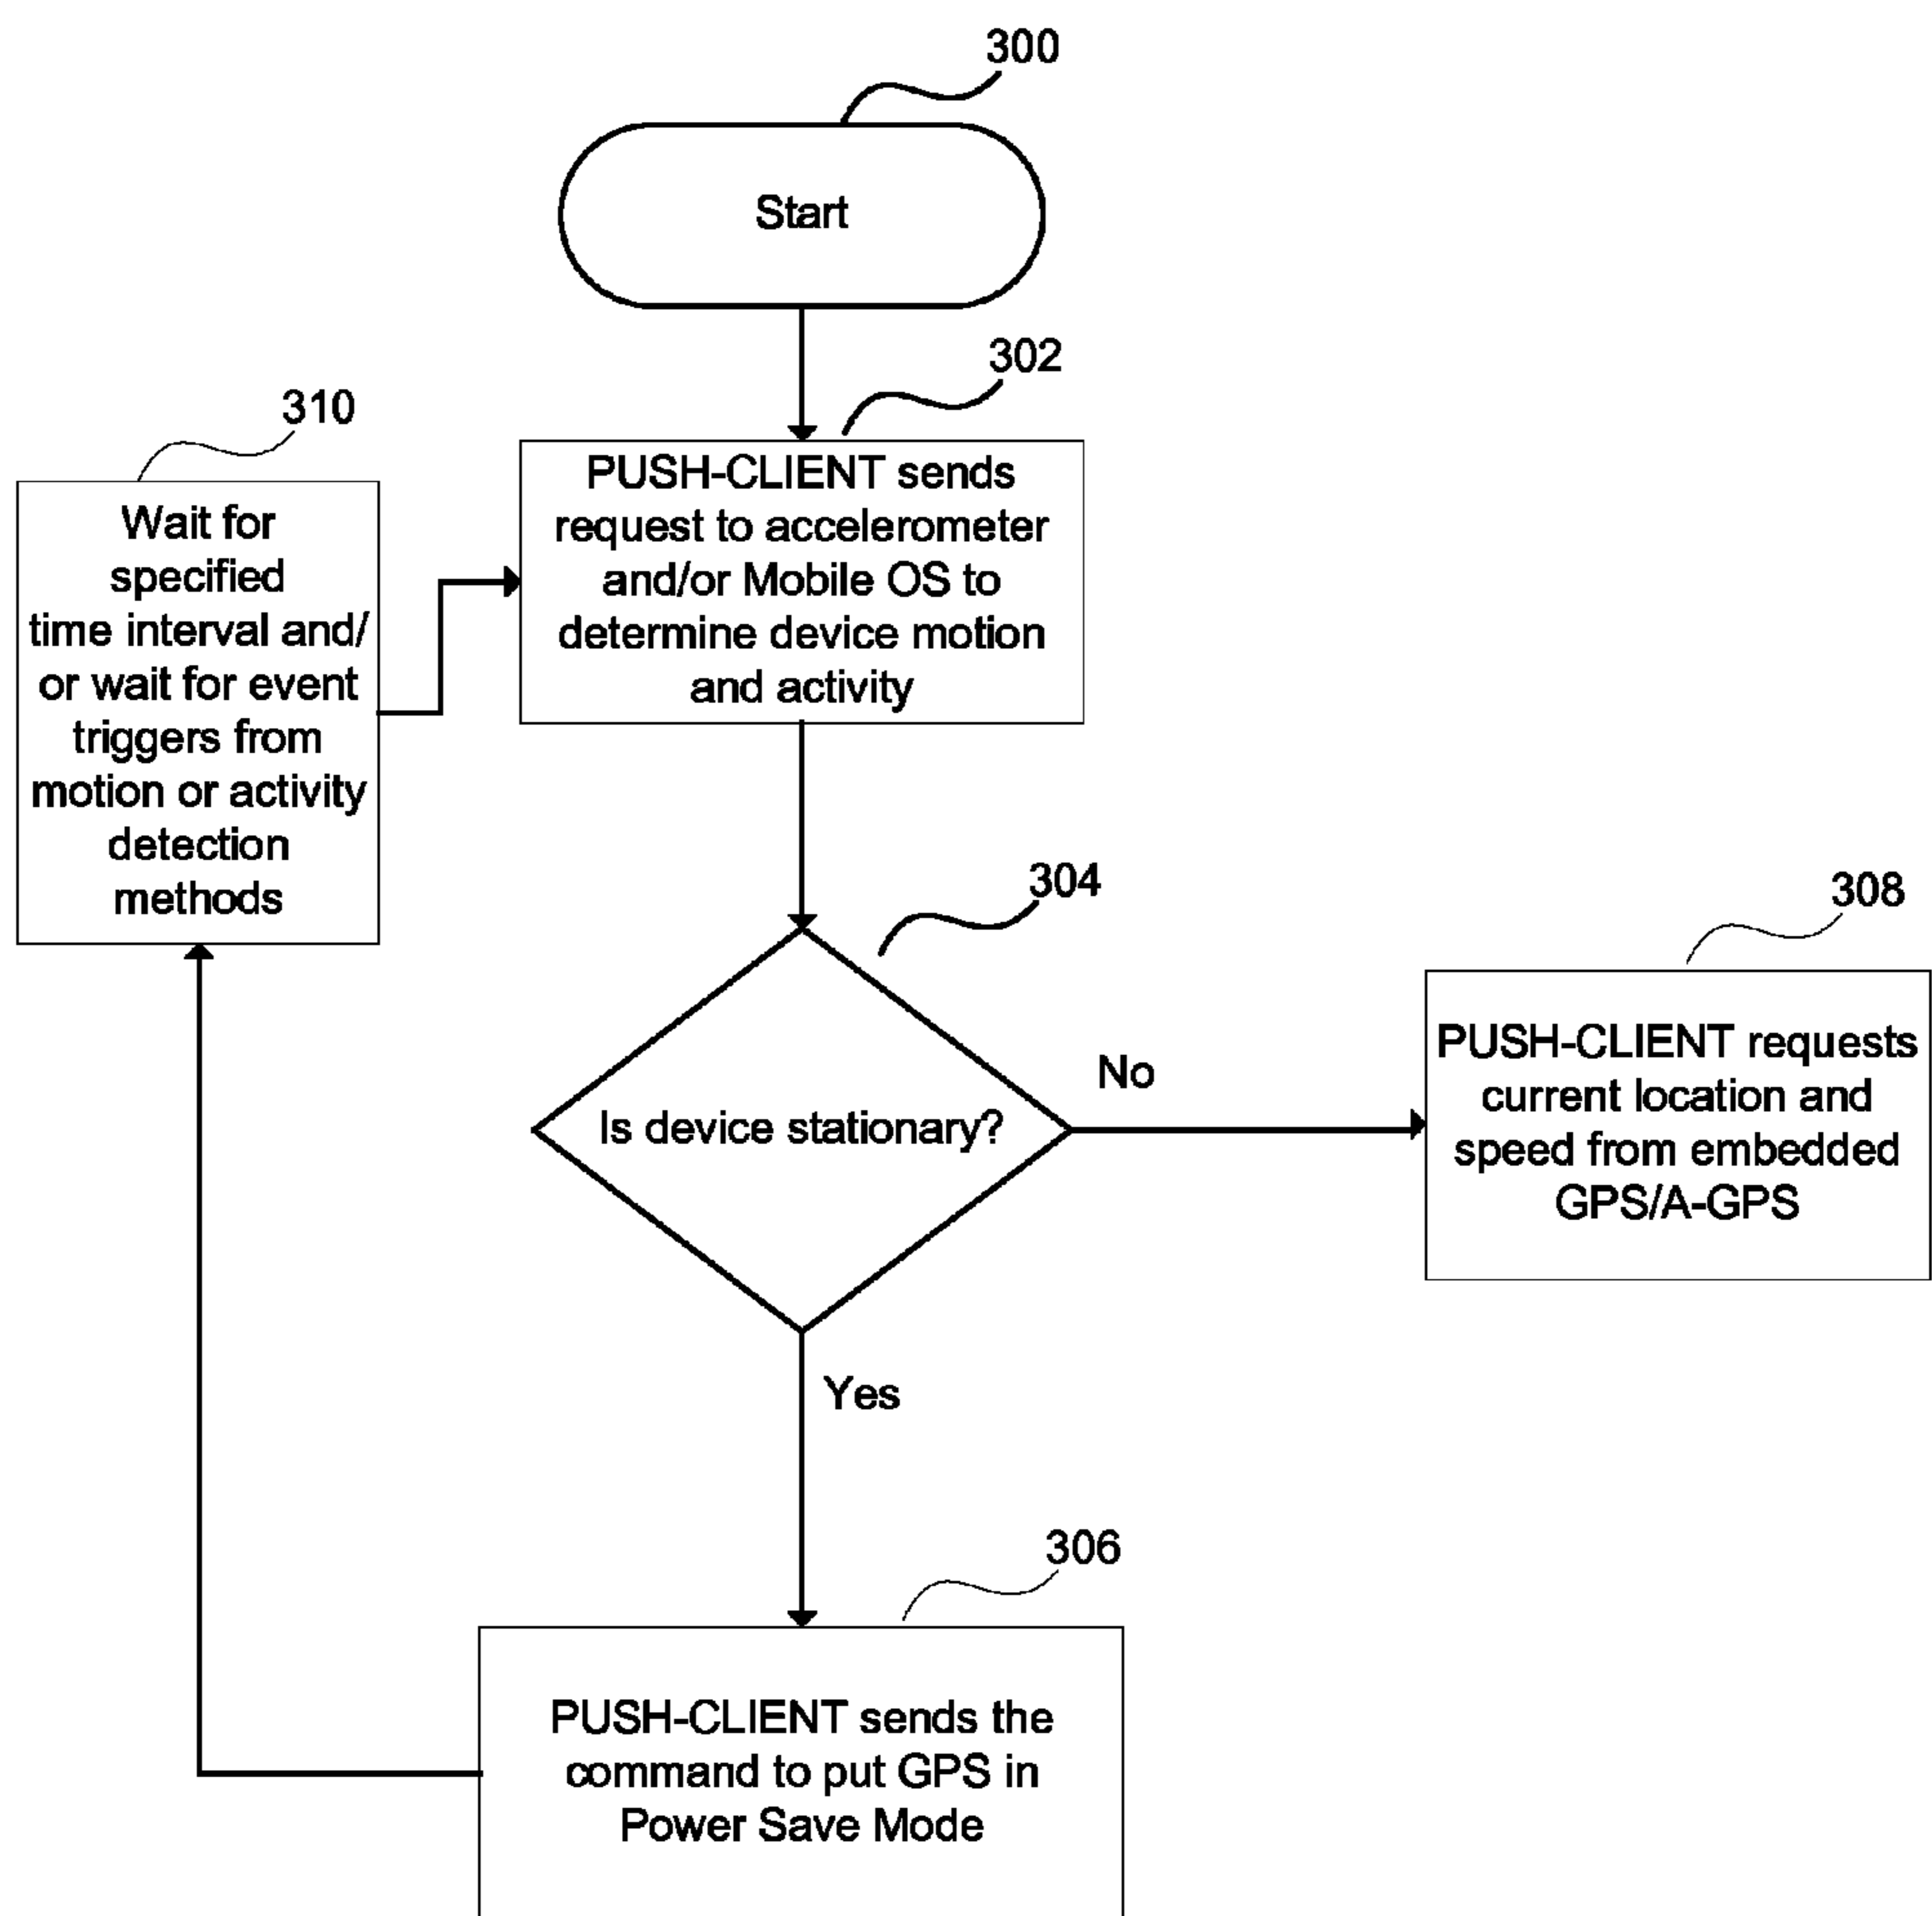 300
Start
302
PUSH-CLIENT sends
request to accelerometer
and/or Mobile OS to
determine device motion
and activity
310
Wait for
specified
time interval and/
or wait for event
triggers from
motion or activity
detection
methods
304
Is device stationary?
No
308
PUSH-CLIENT requests
current location and
speed from embedded
GPS/A-GPS
Yes
306
PUSH-CLIENT sends the
command to put GPS in
Power Save Mode